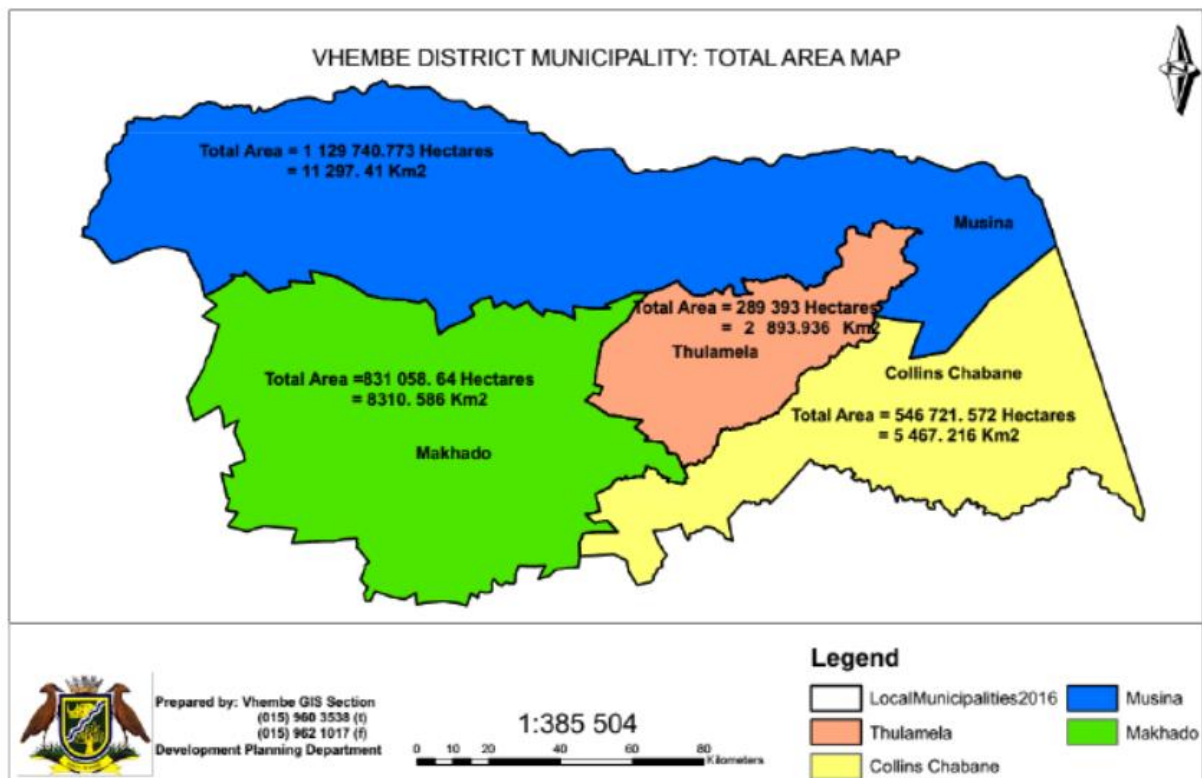 VHEMBE DISTRICT MUNICIPALITY: TOTAL AREA MAP
Total Area = 1 129 740.773 Hectares
= 11 297. 41 Km2
Musina
Total Area = 289 393 Hectares
= 2 893.936 Km2
Thulamela
Collins Chabane
Total Area =831 058. 64 Hectares
= 8310. 586 Km2
Total Area = 546 721. 572 Hectares
= 5 467. 216 Km2
Makhado
Prepared by: Vhembe GIS Section
(015) 960 3538 (t)
(015) 962 1017 (f)
Development Planning Department
1:385 504
0 5 10 20 40 60 80
Kilometers
Legend
LocalMunicipalities2016
Thulamela
Collins Chabane
Musina
Makhado